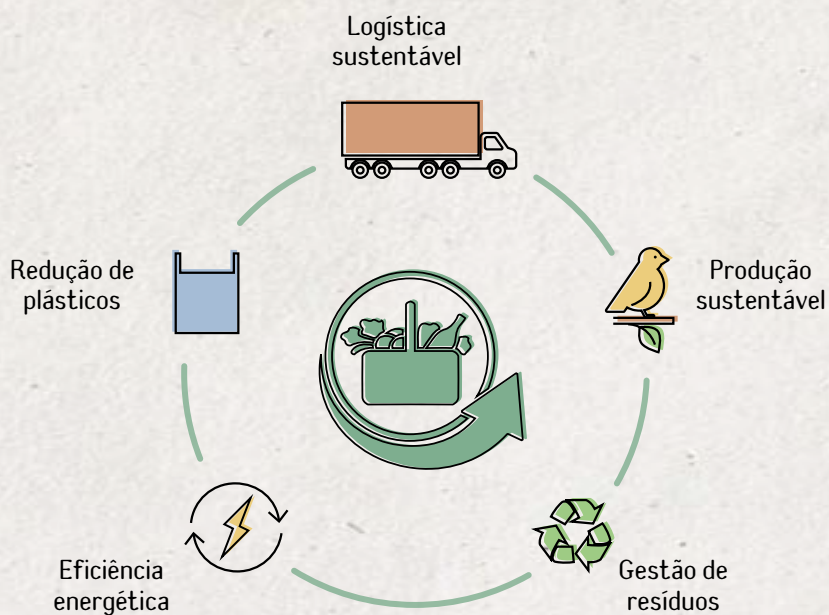 Logística
sustentável
Redução de
plásticos
Produção
sustentável
Eficiência
energética
Gestão de
resíduos